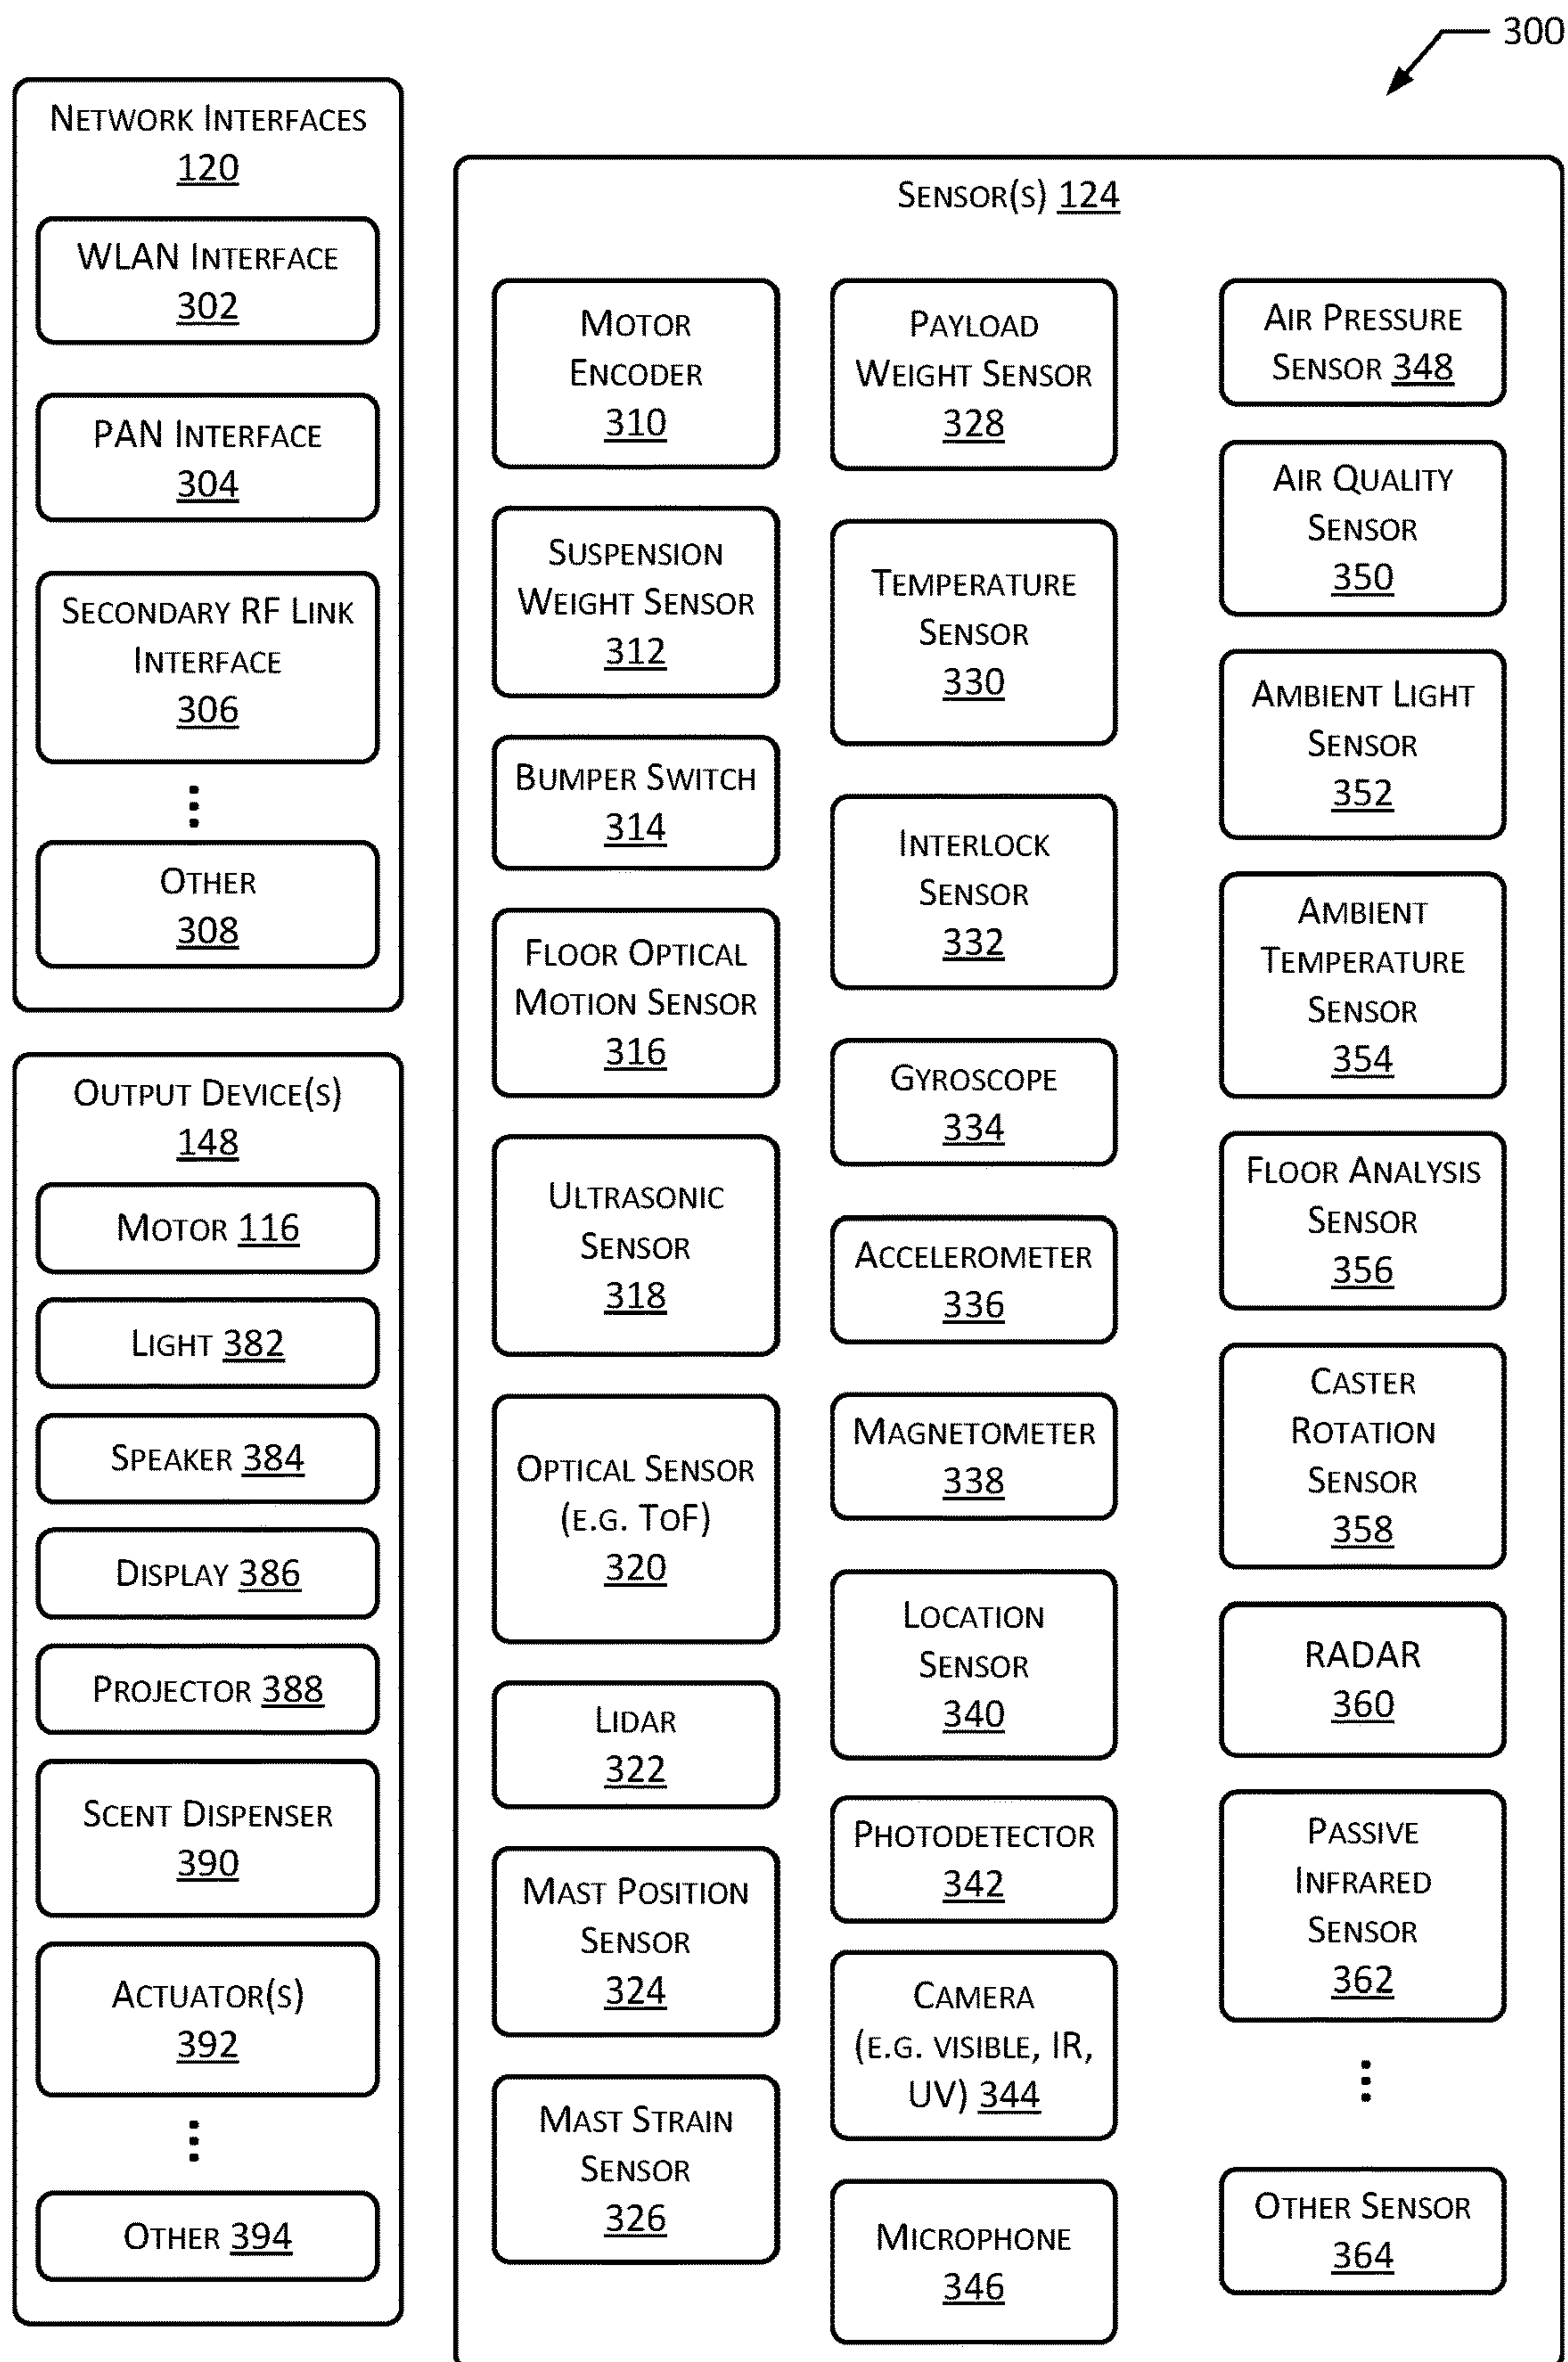 300
NETWORK INTERFACES
120
WLAN INTERFACE
302
PAN INTERFACE
304
SECONDARY RF LINK
INTERFACE
306
OTHER
308
OUTPUT DEVICE(S)
148
MOTOR 116
LIGHT 382
SPEAKER 384
DISPLAY 386
PROJECTOR 388
SCENT DISPENSER
390
ACTUATOR(S)
392
OTHER 394
SENSOR(S) 124
MOTOR
ENCODER
310
SUSPENSION
WEIGHT SENSOR
312
BUMPER SWITCH
314
FLOOR OPTICAL
MOTION SENSOR
316
ULTRASONIC
SENSOR
318
OPTICAL SENSOR
(E.G. TOF)
320
LIDAR
322
MAST POSITION
SENSOR
324
MAST STRAIN
SENSOR
326
PAYLOAD
WEIGHT SENSOR
328
TEMPERATURE
SENSOR
330
INTERLOCK
SENSOR
332
GYROSCOPE
334
ACCELEROMETER
336
MAGNETOMETER
338
LOCATION
SENSOR
340
PHOTODETECTOR
342
CAMERA
(E.G. VISIBLE, IR,
UV) 344
MICROPHONE
346
AIR PRESSURE
SENSOR 348
AIR QUALITY
SENSOR
350
AMBIENT LIGHT
SENSOR
352
AMBIENT
TEMPERATURE
SENSOR
354
FLOOR ANALYSIS
SENSOR
356
CASTER
ROTATION
SENSOR
358
RADAR
360
PASSIVE
INFRARED
SENSOR
362
OTHER SENSOR
364